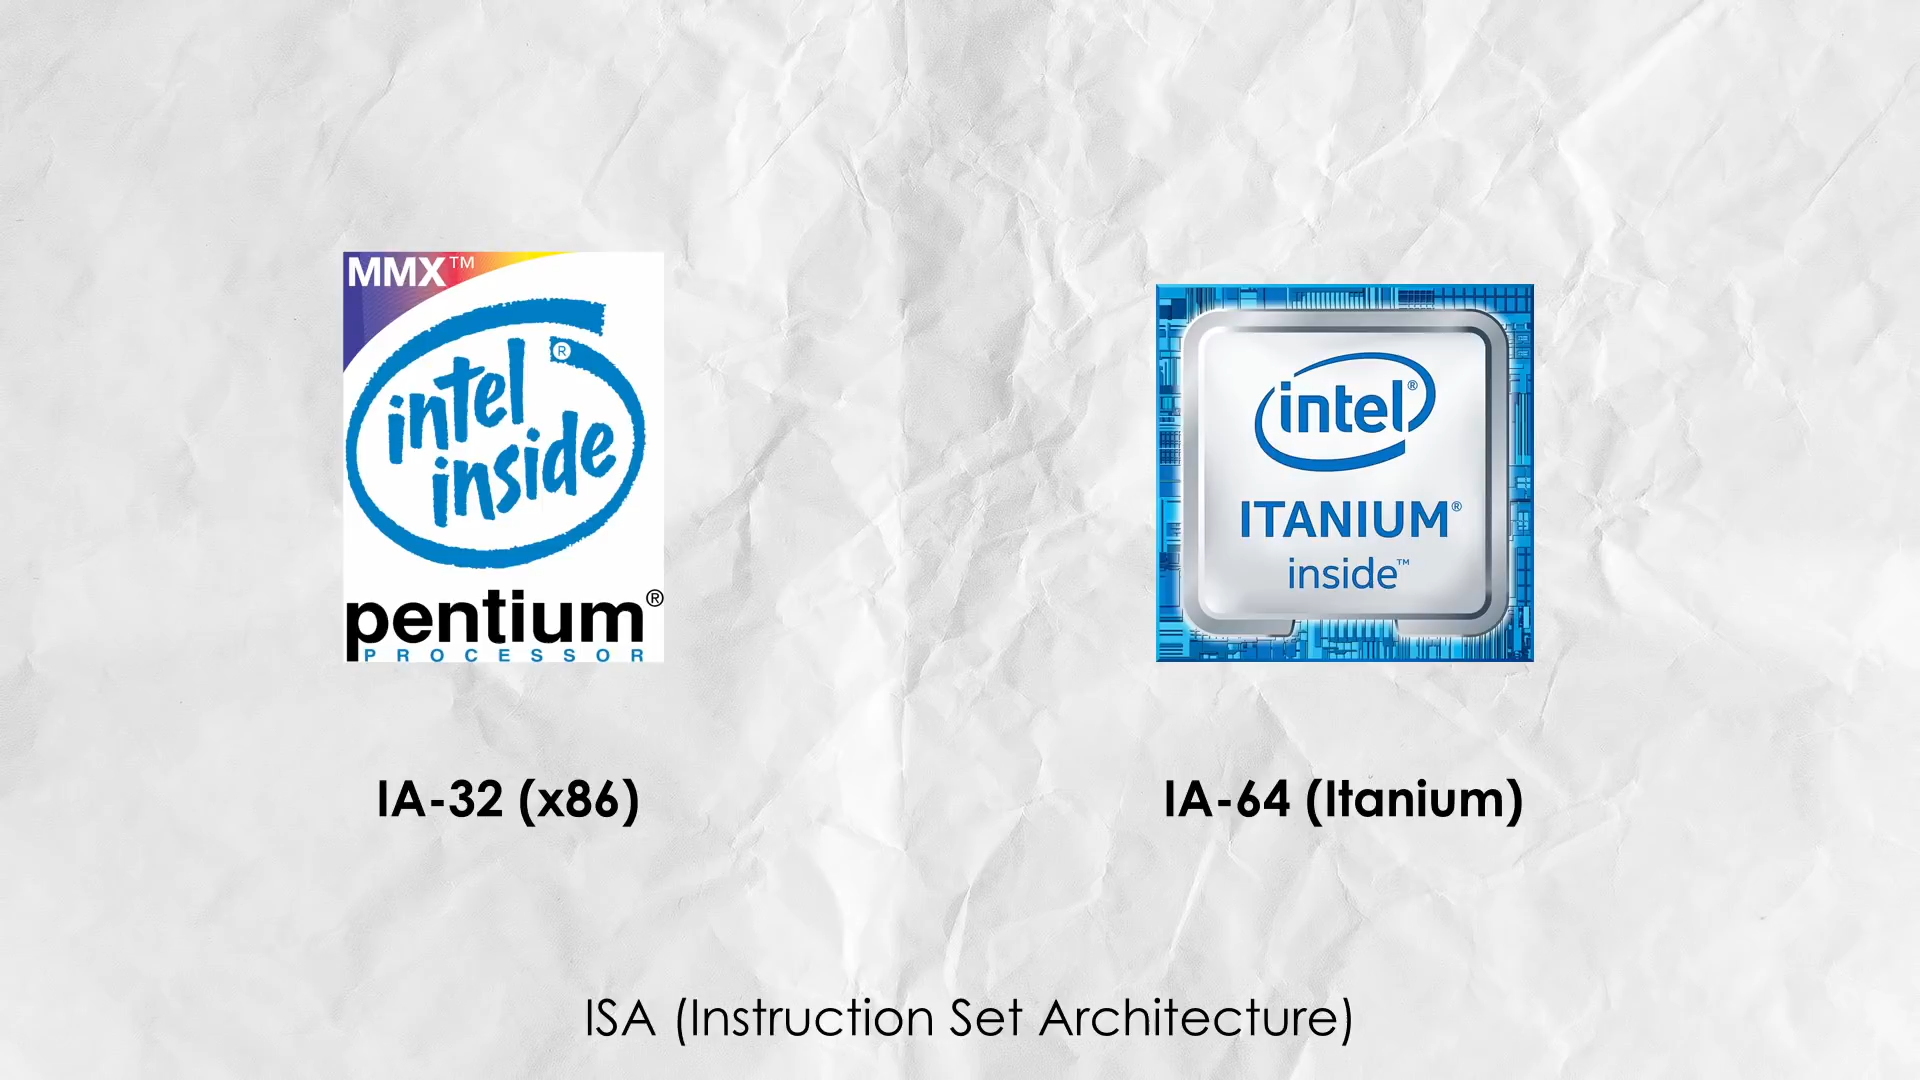 MMX™
intel®
inside
pentium®
PROCESSOR
intel®
ITANIUM®
inside™
IA-32 (x86)
IA-64 (Itanium)
ISA (Instruction Set Architecture)